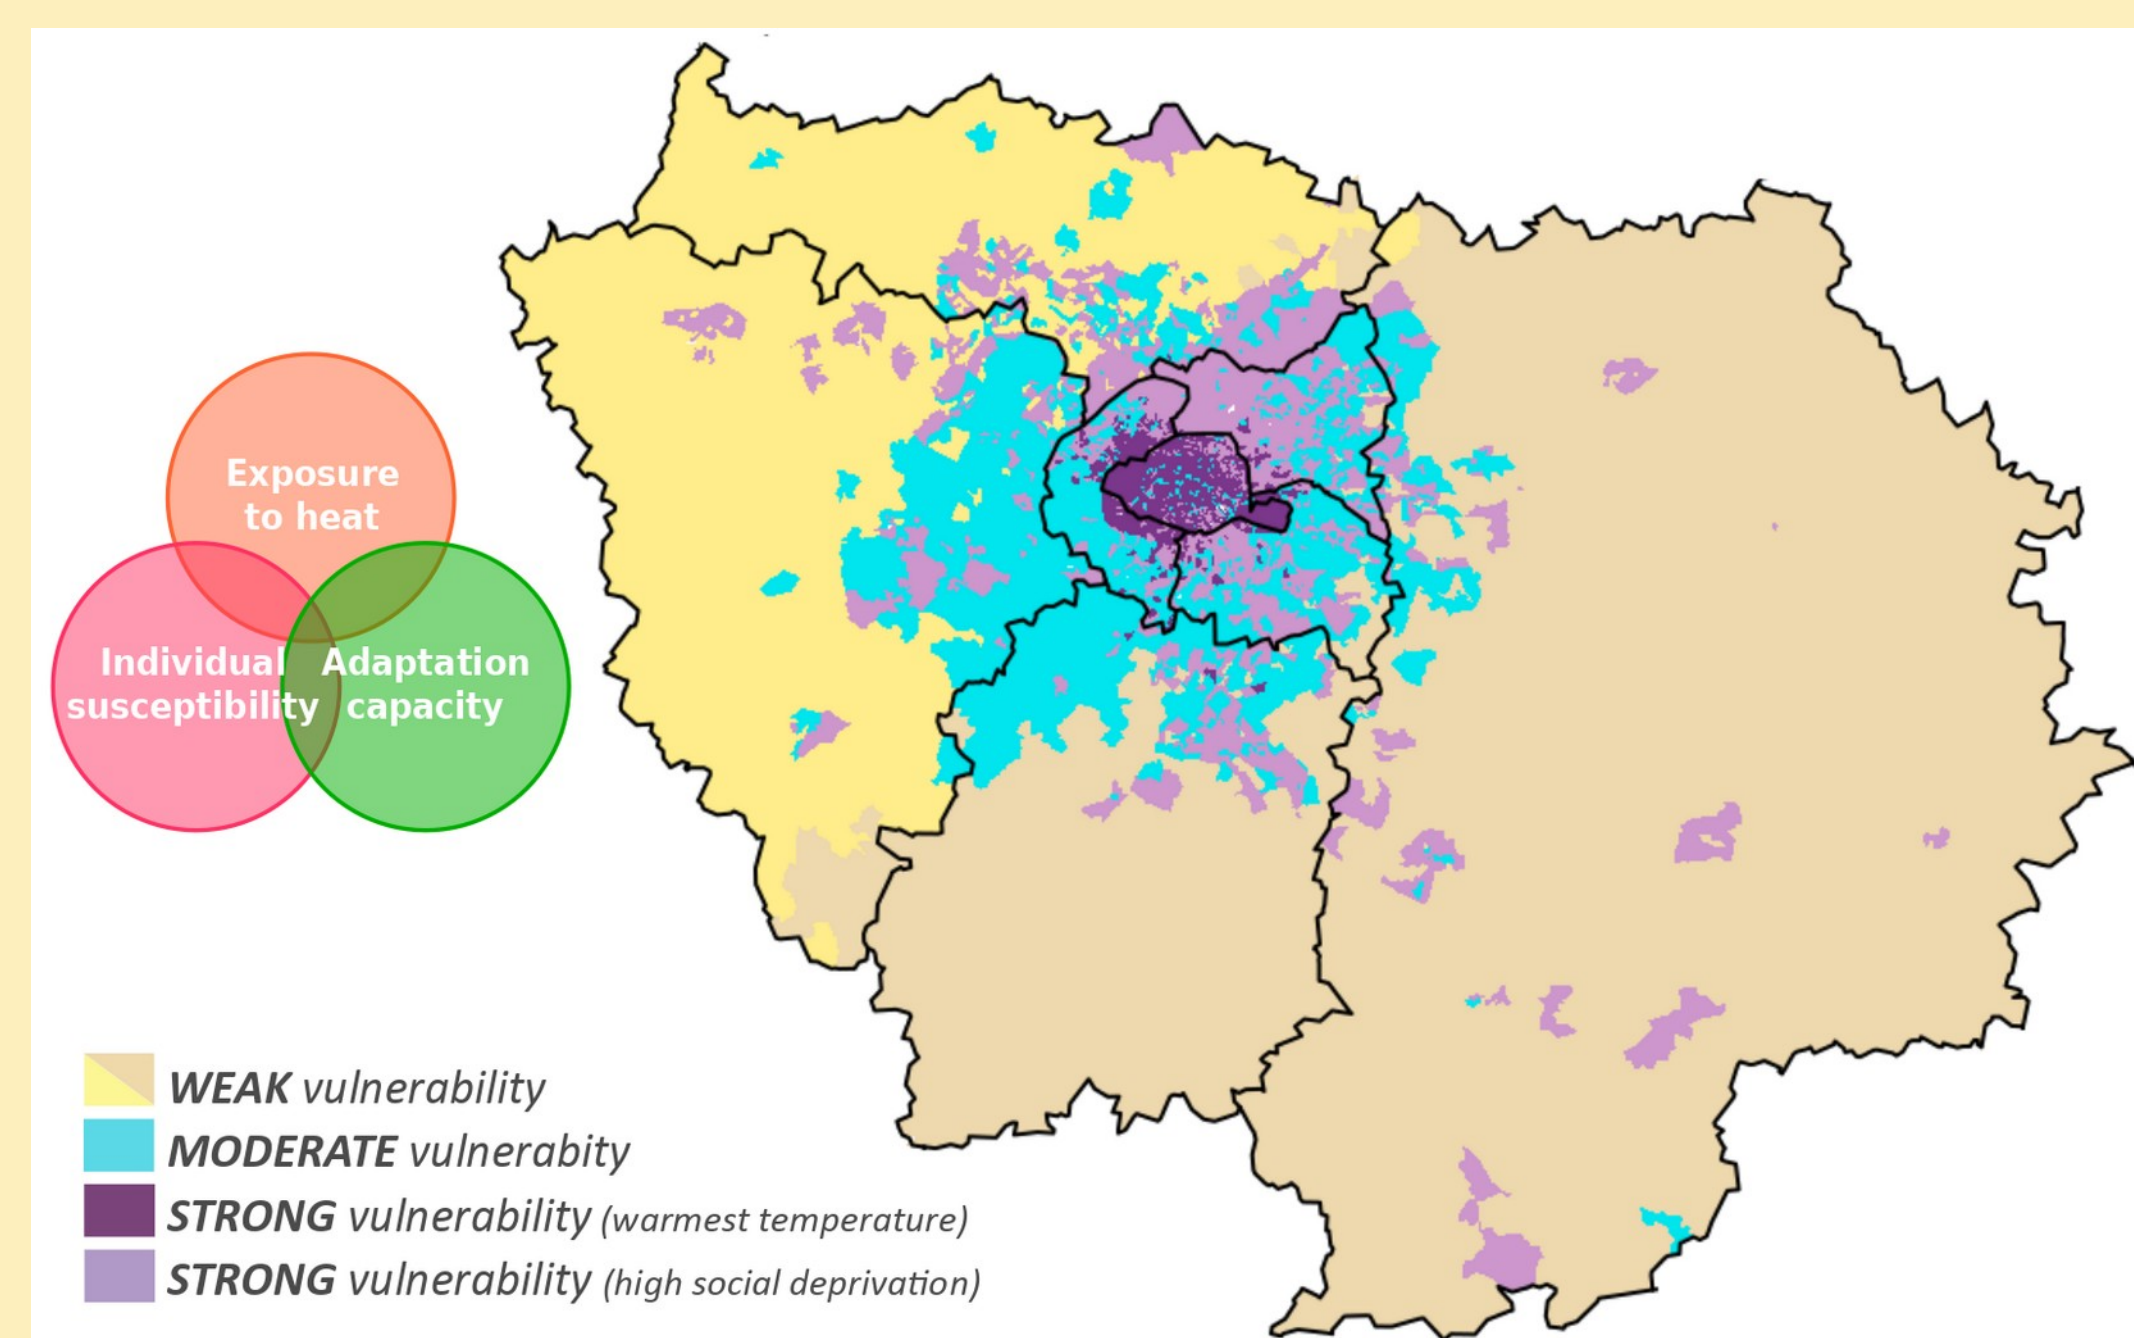 Exposure
to heat
Individual
susceptibility
Adaptation
capacity
WEAK vulnerability
MODERATE vulnerabity
STRONG vulnerability (warmest temperature)
STRONG vulnerability (high social deprivation)